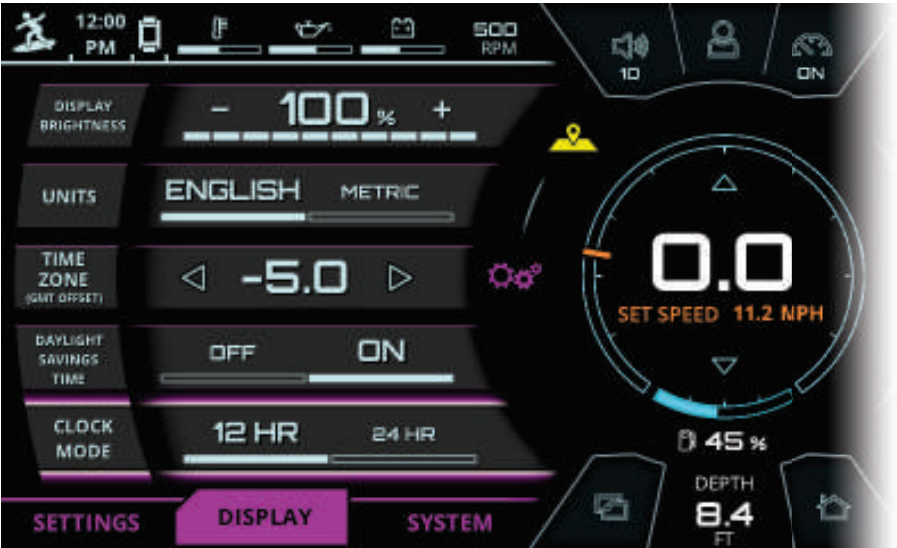 12:00
PM
500
RPM
10
ON
DISPLAY
BRIGHTNESS
- 100 % +
UNITS
ENGLISH METRIC
TIME
ZONE
(GMT OFFSET)
-5.0
DAYLIGHT
SAVINGS
TIME
OFF ON
CLOCK
MODE
12 HR 24 HR
SETTINGS DISPLAY SYSTEM
0.0
SET SPEED 11.2 MPH
45 %
DEPTH
8.4
FT